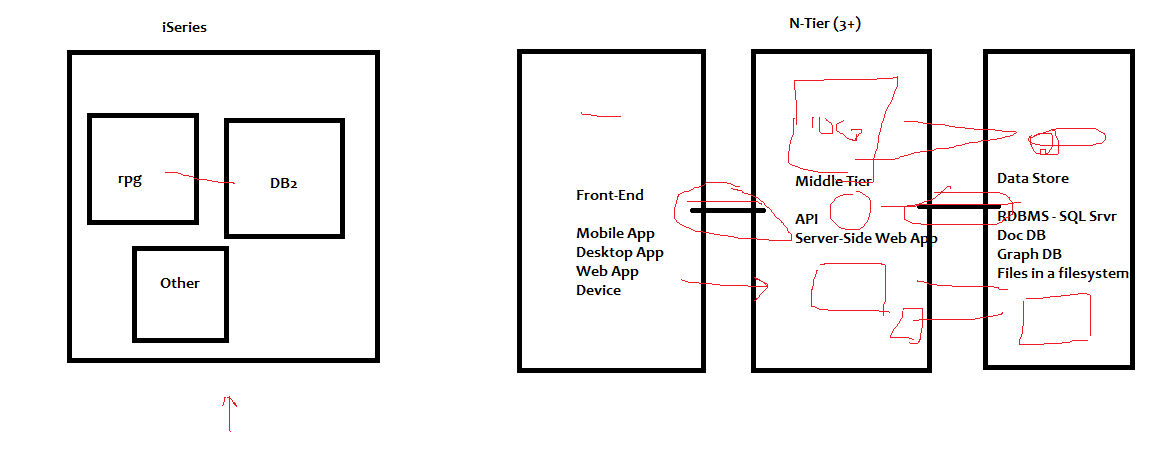 iSeries
rpg
DB2
Other
N-Tier (3+)
Front-End
Mobile App
Desktop App
Web App
Device
Middle Tier
API
Server-Side Web App
Data Store
RDBMS - SQL Srvr
Doc DB
Graph DB
Files in a filesystem